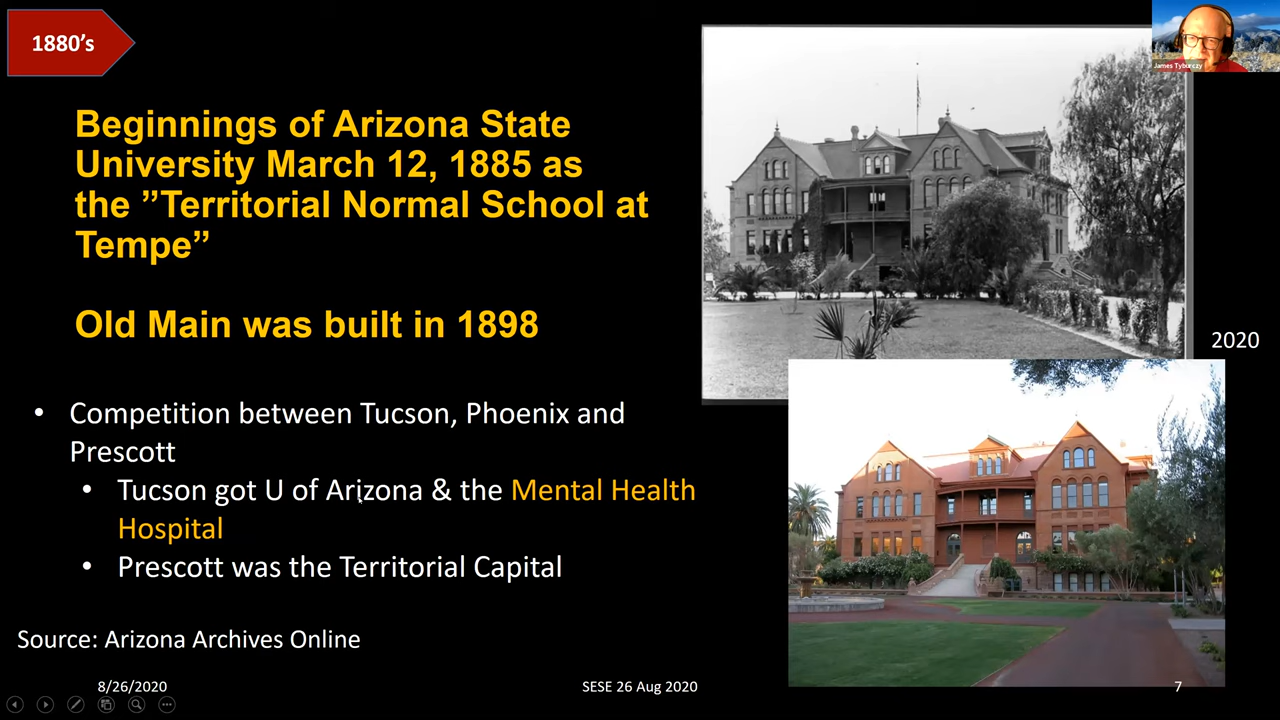 1880’s
James Tyburczy
Beginnings of Arizona State
University March 12, 1885 as
the ”Territorial Normal School at
Tempe”
Old Main was built in 1898
2020
• Competition between Tucson, Phoenix and
Prescott
• Tucson got U of Arizona & the Mental Health
Hospital
• Prescott was the Territorial Capital
Source: Arizona Archives Online
8/26/2020
SESE 26 Aug 2020
7